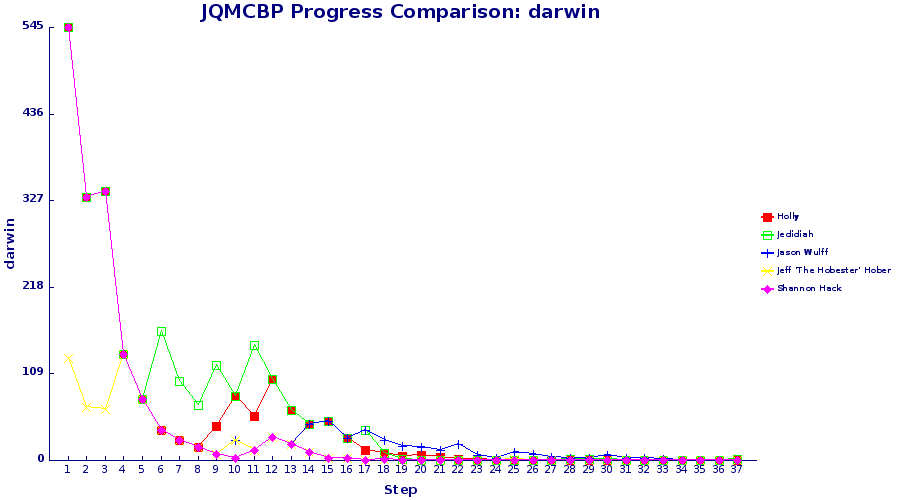 JQMCBP Progress Comparison: darwin
545
436
327
218
109
0
darwin
1 2 3 4 5 6 7 8 9 10 11 12 13 14 15 16 17 18 19 20 21 22 23 24 25 26 27 28 29 30 31 32 33 34 35 36 37
Step
Holly
Jedidiah
Jason Wulff
Jeff 'The Hobester' Hober
Shannon Hack